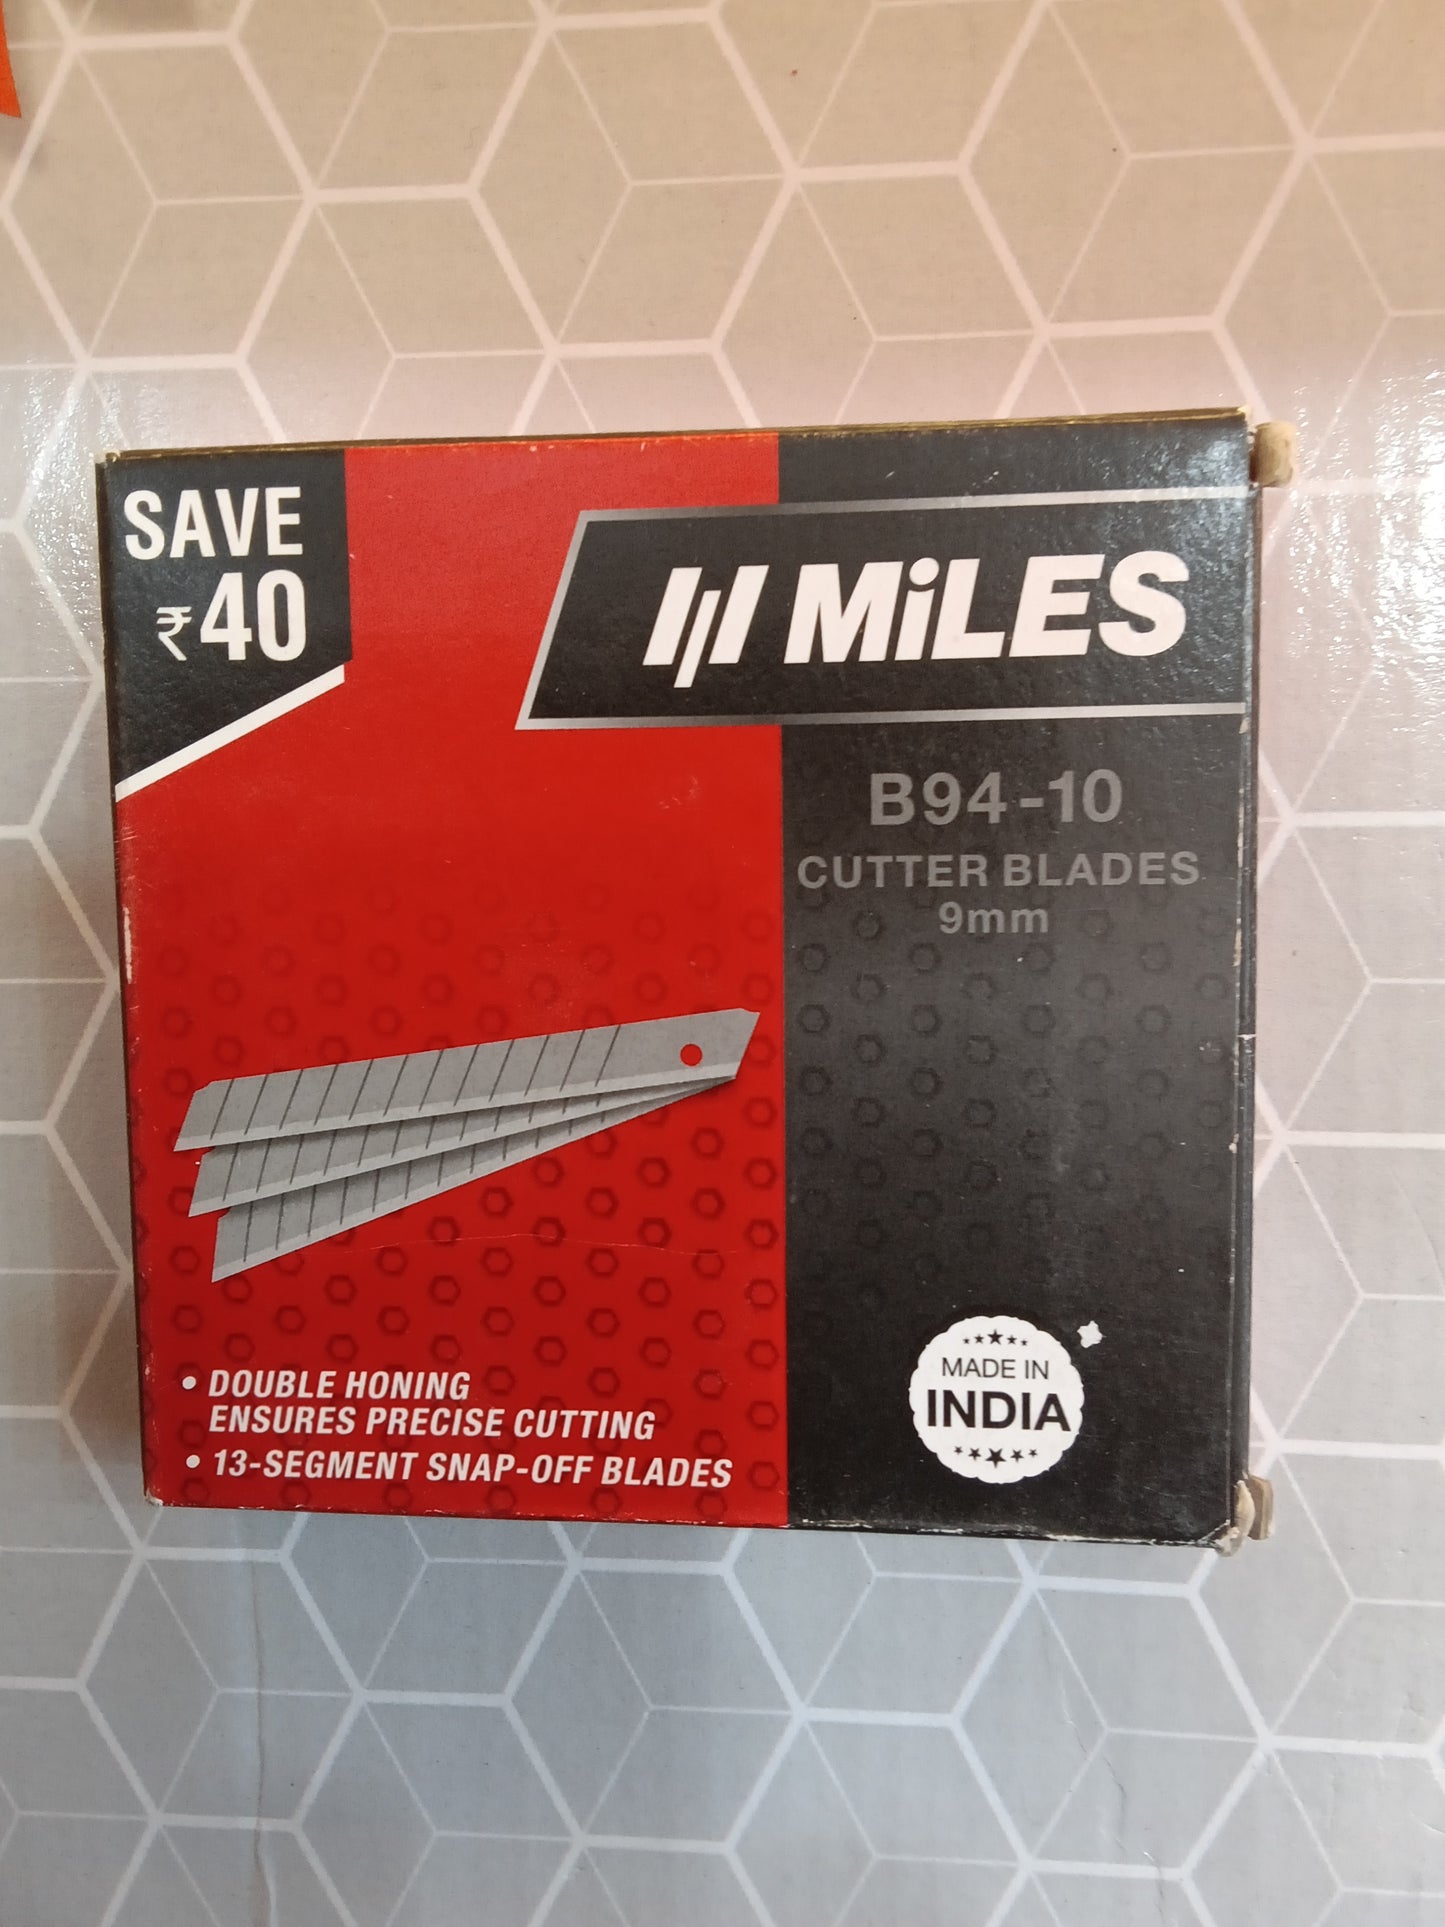 SAVE
₹40
MiLES
B94-10
CUTTER BLADES
9mm
• DOUBLE HONING
ENSURES PRECISE CUTTING
• 13-SEGMENT SNAP-OFF BLADES
MADE IN
INDIA